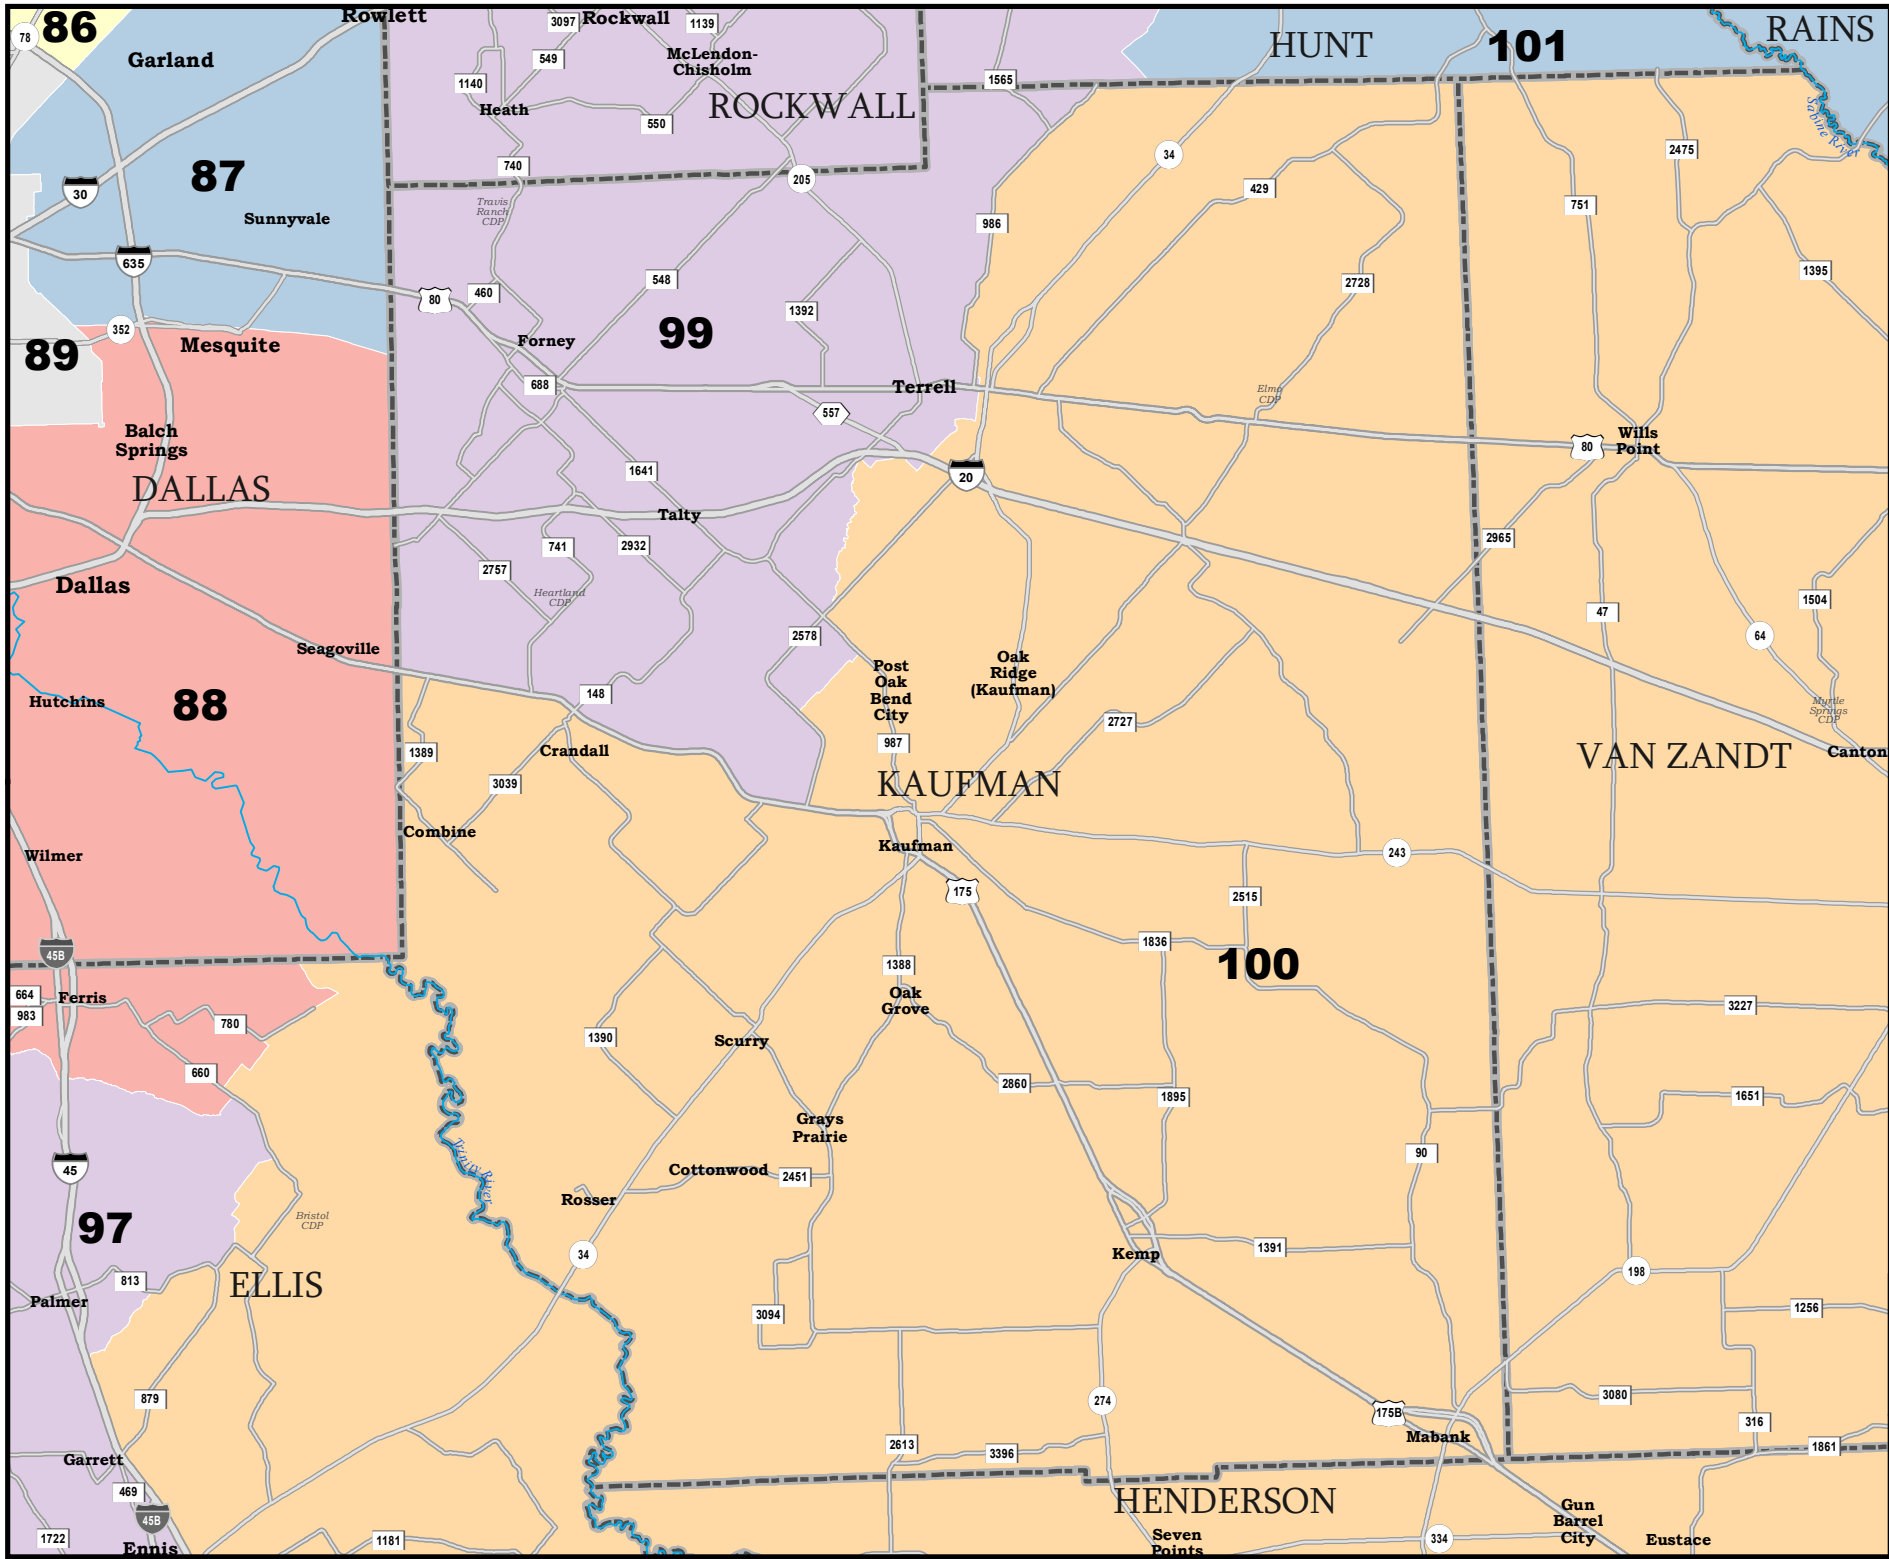 86
78
Garland
Rowlett
3097
Rockwall
1139
549
McLendon-
Chisholm
1140
Heath
550
ROCKWALL
1565
HUNT
101
RAINS
Sabine River
87
30
Sunnyvale
635
740
205
Travis
Ranch
CDP
34
429
986
2475
751
1395
2728
80
460
548
1392
99
Forney
352
Mesquite
89
688
Terrell
557
Elmo
CDP
Balch
Springs
DALLAS
1641
20
80
Wills
Point
Talty
741
2932
2757
2965
Dallas
Heartland
CDP
1504
47
64
2578
Seagoville
Post
Oak
Bend
City
Oak
Ridge
(Kaufman)
Hutchins
88
148
2727
Myrtle
Springs
CDP
987
1389
Crandall
3039
KAUFMAN
VAN ZANDT
Canton
Combine
Kaufman
Wilmer
243
175
2515
45B
1836
100
1388
Oak
Grove
664
983
Ferris
780
3227
1390
Scurry
660
2860
1895
1651
Grays
Prairie
90
Trinity River
45
Cottonwood
2451
Rosser
Bristol
CDP
97
34
Kemp
1391
198
813
ELLIS
Palmer
3094
1256
879
274
175B
3080
Mabank
316
2613
3396
1861
Garrett
469
45B
HENDERSON
Gun
Barrel
City
1722
Ennis
1181
Seven
Points
334
Eustace